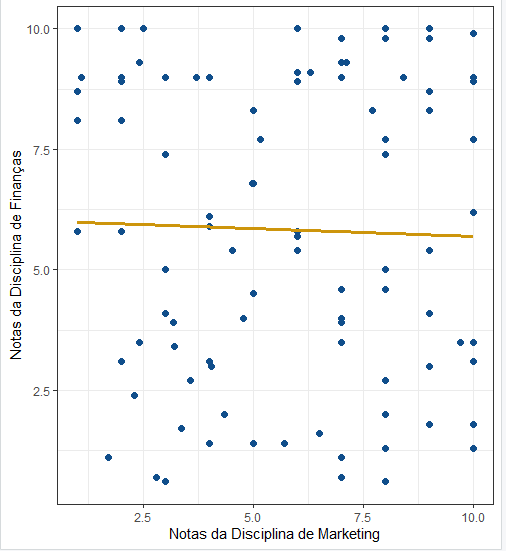 10.0
7.5
5.0
2.5
Notas da Disciplina de Finanças
2.5 5.0 7.5 10.0
Notas da Disciplina de Marketing